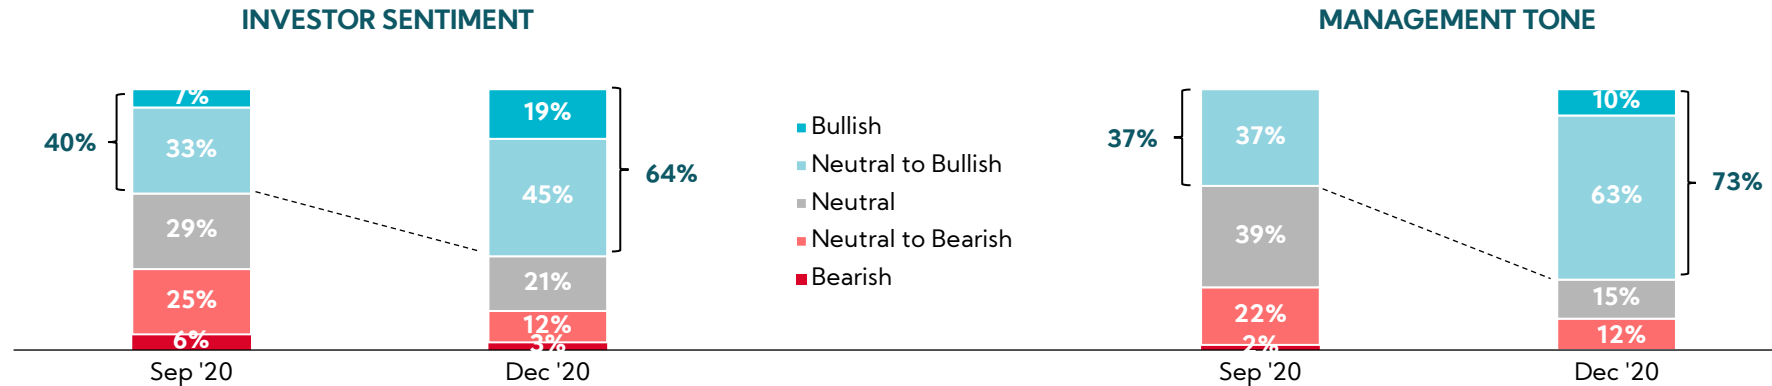 INVESTOR SENTIMENT
7%
33%
29%
25%
6%
40%
Sep '20
19%
45%
21%
12%
3%
64%
Dec '20
Bullish
Neutral to Bullish
Neutral
Neutral to Bearish
Bearish
MANAGEMENT TONE
37%
37%
39%
22%
2%
Sep '20
10%
63%
15%
12%
73%
Dec '20